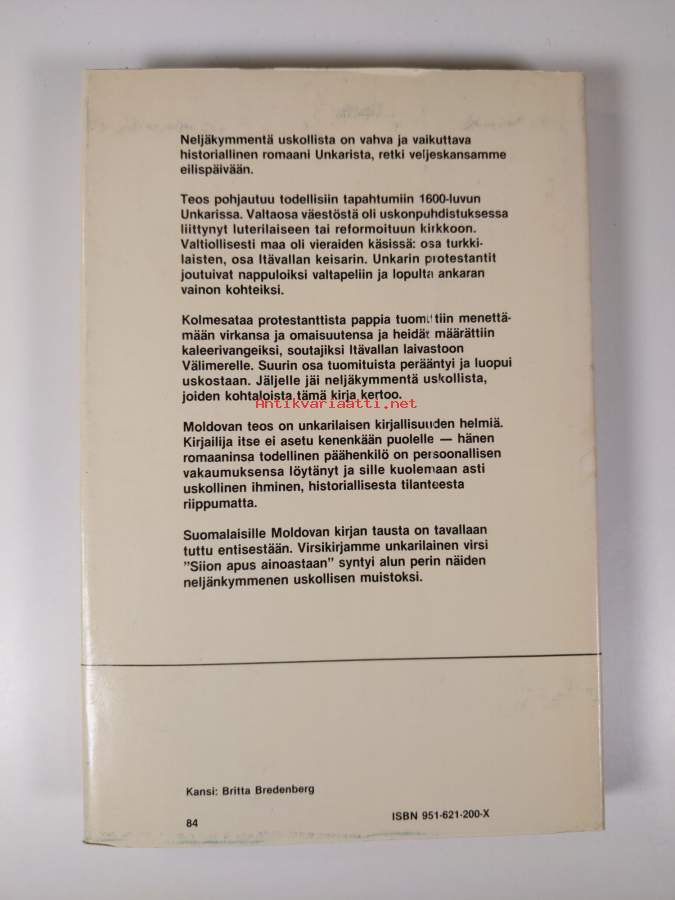 Neljäkymmentä uskollista on vahva ja vaikuttava
historiallinen romaani Unkarista, retki veljeskansamme
eilispäivään.
Teos pohjautuu todellisiin tapahtumiin 1600-luvun
Unkarissa. Valtaosa väestöstä oli uskonpuhdistuksessa
liittynyt luterilaiseen tai reformoituun kirkkoon.
Valtiollisesti maa oli vieraiden käsissä: osa turkki-
laisten, osa Itävallan keisarin. Unkarin protestantit
joutuivat nappuloiksi valtapeliin ja lopulta ankaran
vainon kohteiksi.
Kolmesataa protestanttista pappia tuomittiin menettä-
mään virkansa ja omaisuutensa ja heidät määrättiin
kaleerivangeiksi, soutajiksi Itävallan laivastoon
Välimerelle. Suurin osa tuomituista perääntyi ja luopui
uskostaan. Jäljelle jäi neljäkymmentä uskollista,
joiden kohtaloista tämä kirja kertoo.
Antikvariaatti.net
Moldovan teos on unkarilaisen kirjallisuuden helmiä.
Kirjailija itse ei asetu kenenkään puolelle — hänen
romaaninsa todellinen päähenkilö on persoonallisen
vakaumuksensa löytänyt ja sille kuolemaan asti
uskollinen ihminen, historiallisesta tilanteesta
riippumatta.
Suomalaisille Moldovan kirjan tausta on tavallaan
tuttu entisestään. Virsikirjamme unkarilainen virsi
”Siion apus ainoastaan” syntyi alun perin näiden
neljänkymmenen uskollisen muistoksi.
Kansi: Britta Bredenberg
84
ISBN 951-621-200-X